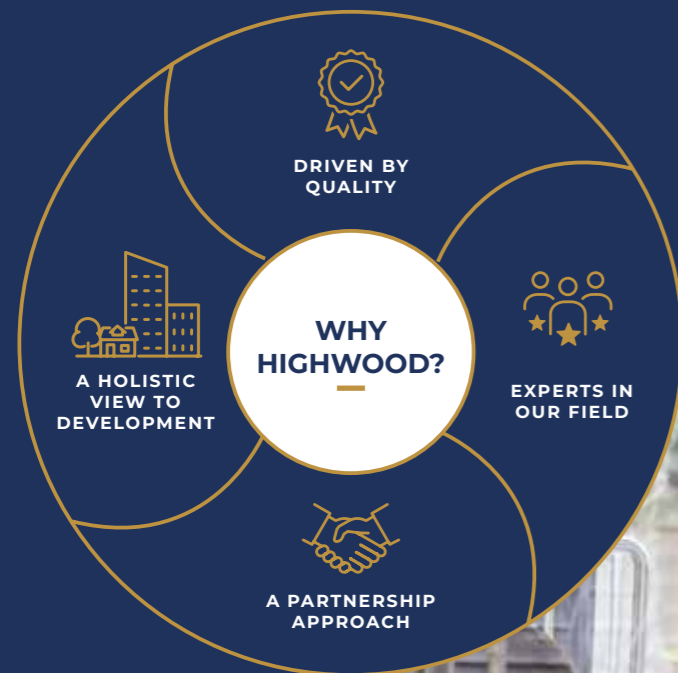 DRIVEN BY
QUALITY
WHY
HIGHWOOD?
EXPERTS IN
OUR FIELD
A HOLISTIC
VIEW TO
DEVELOPMENT
A PARTNERSHIP
APPROACH